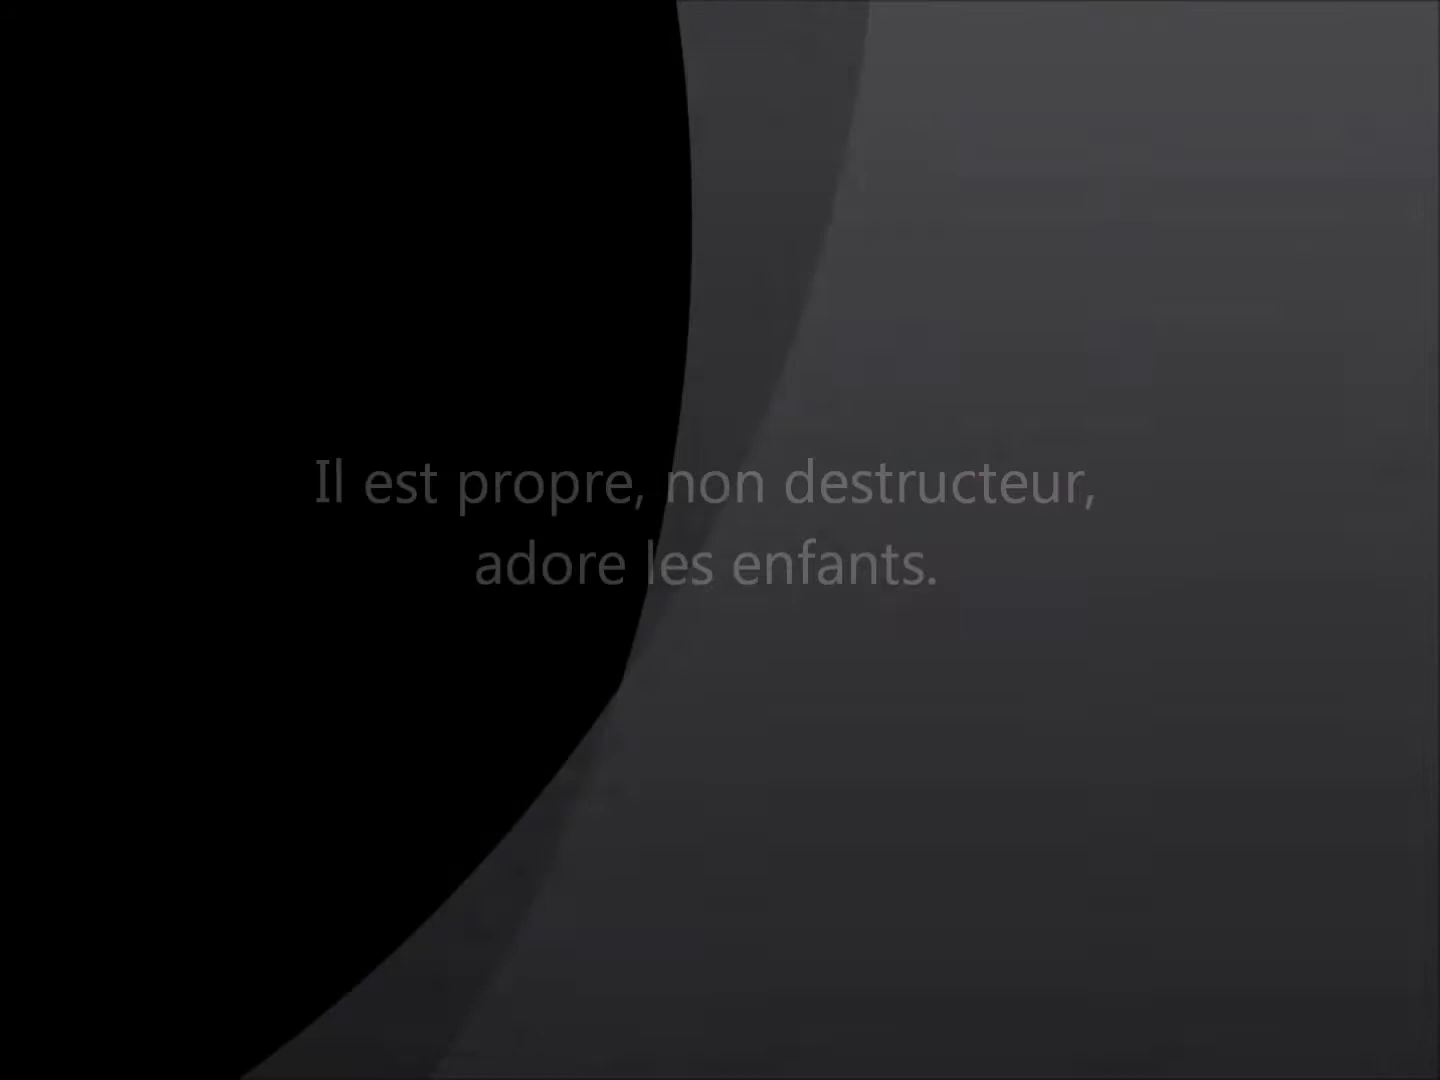 Il est propre, non destructeur,
adore les enfants.